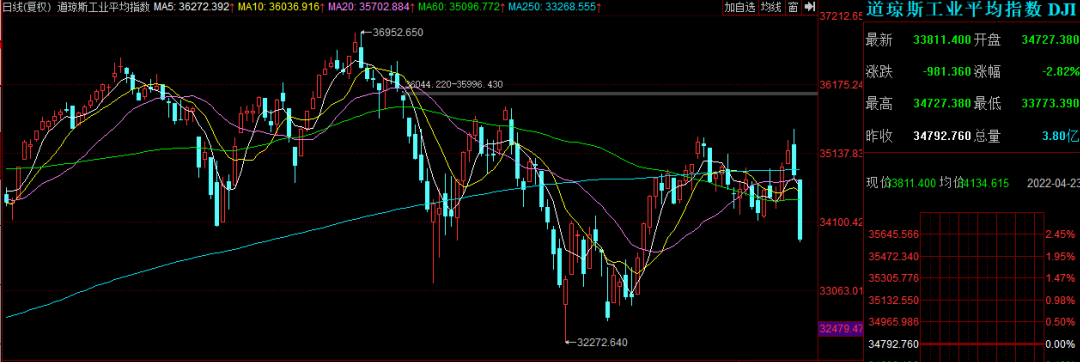 日线(复权) 道琼斯工业平均指数 MA5: 36272.392↑ MA10: 36036.916↑ MA20: 35702.884↑ MA60: 35096.772↑ MA250: 33268.555↑
加自选 均线 窗
36952.650
36044.220-35996.430
32272.640
37212.65
36175.24
35137.83
34100.42
33063.01
32479.47
道琼斯工业平均指数 DJI
最新 33811.400 开盘 34727.380
涨跌 -981.360 涨幅 -2.82%
最高 34727.380 最低 33773.390
昨收 34792.760 总量 3.80亿
现价 33811.400 均价 34134.615 2022-04-23
35645.566 2.45%
35472.340 1.95%
35305.776 1.47%
35132.550 0.98%
34965.986 0.50%
34792.760 0.00%